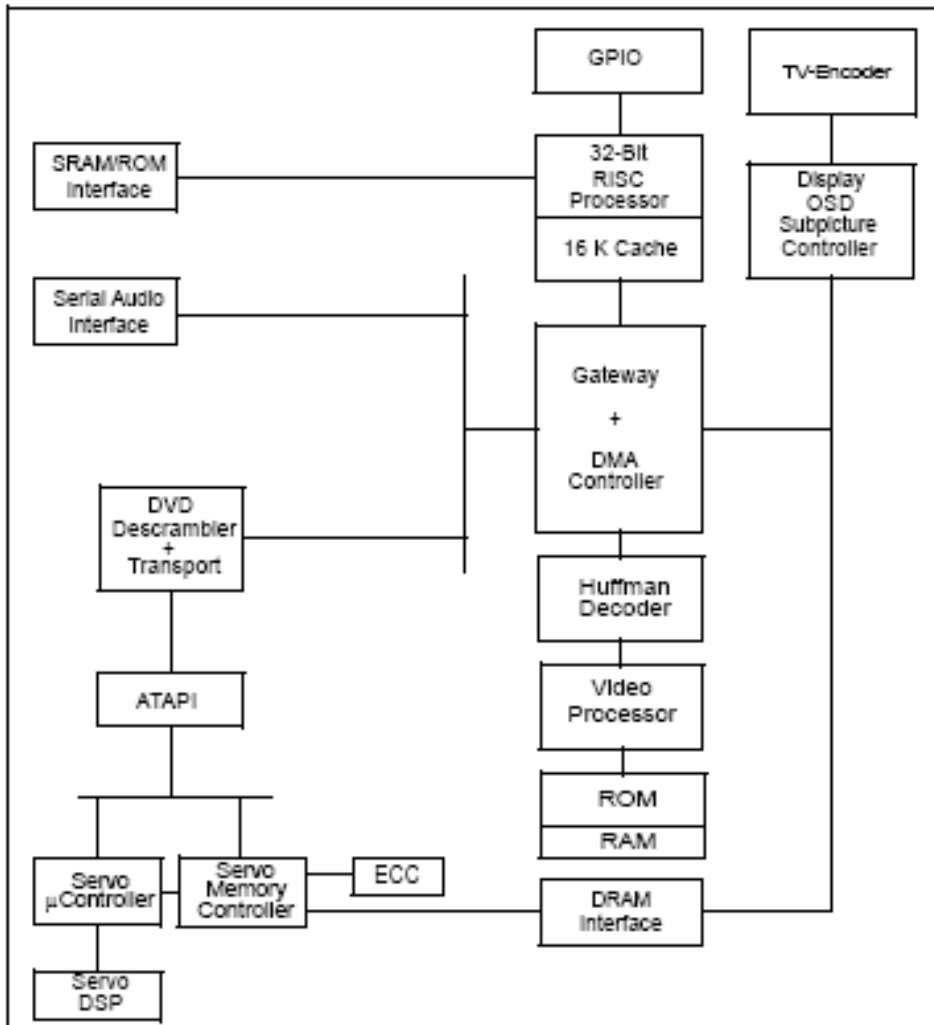 GPIO
TV-Encoder
SRAM/ROM
Interface
32-Bit
RISC
Processor
16 K Cache
Display
OSD
Subpicture
Controller
Serial Audio
Interface
Gateway
+
DMA
Controller
DVD
Descrambler
+
Transport
Huffman
Decoder
ATAPI
Video
Processor
ROM
RAM
Servo
μController
Servo
Memory
Controller
ECC
DRAM
Interface
Servo
DSP